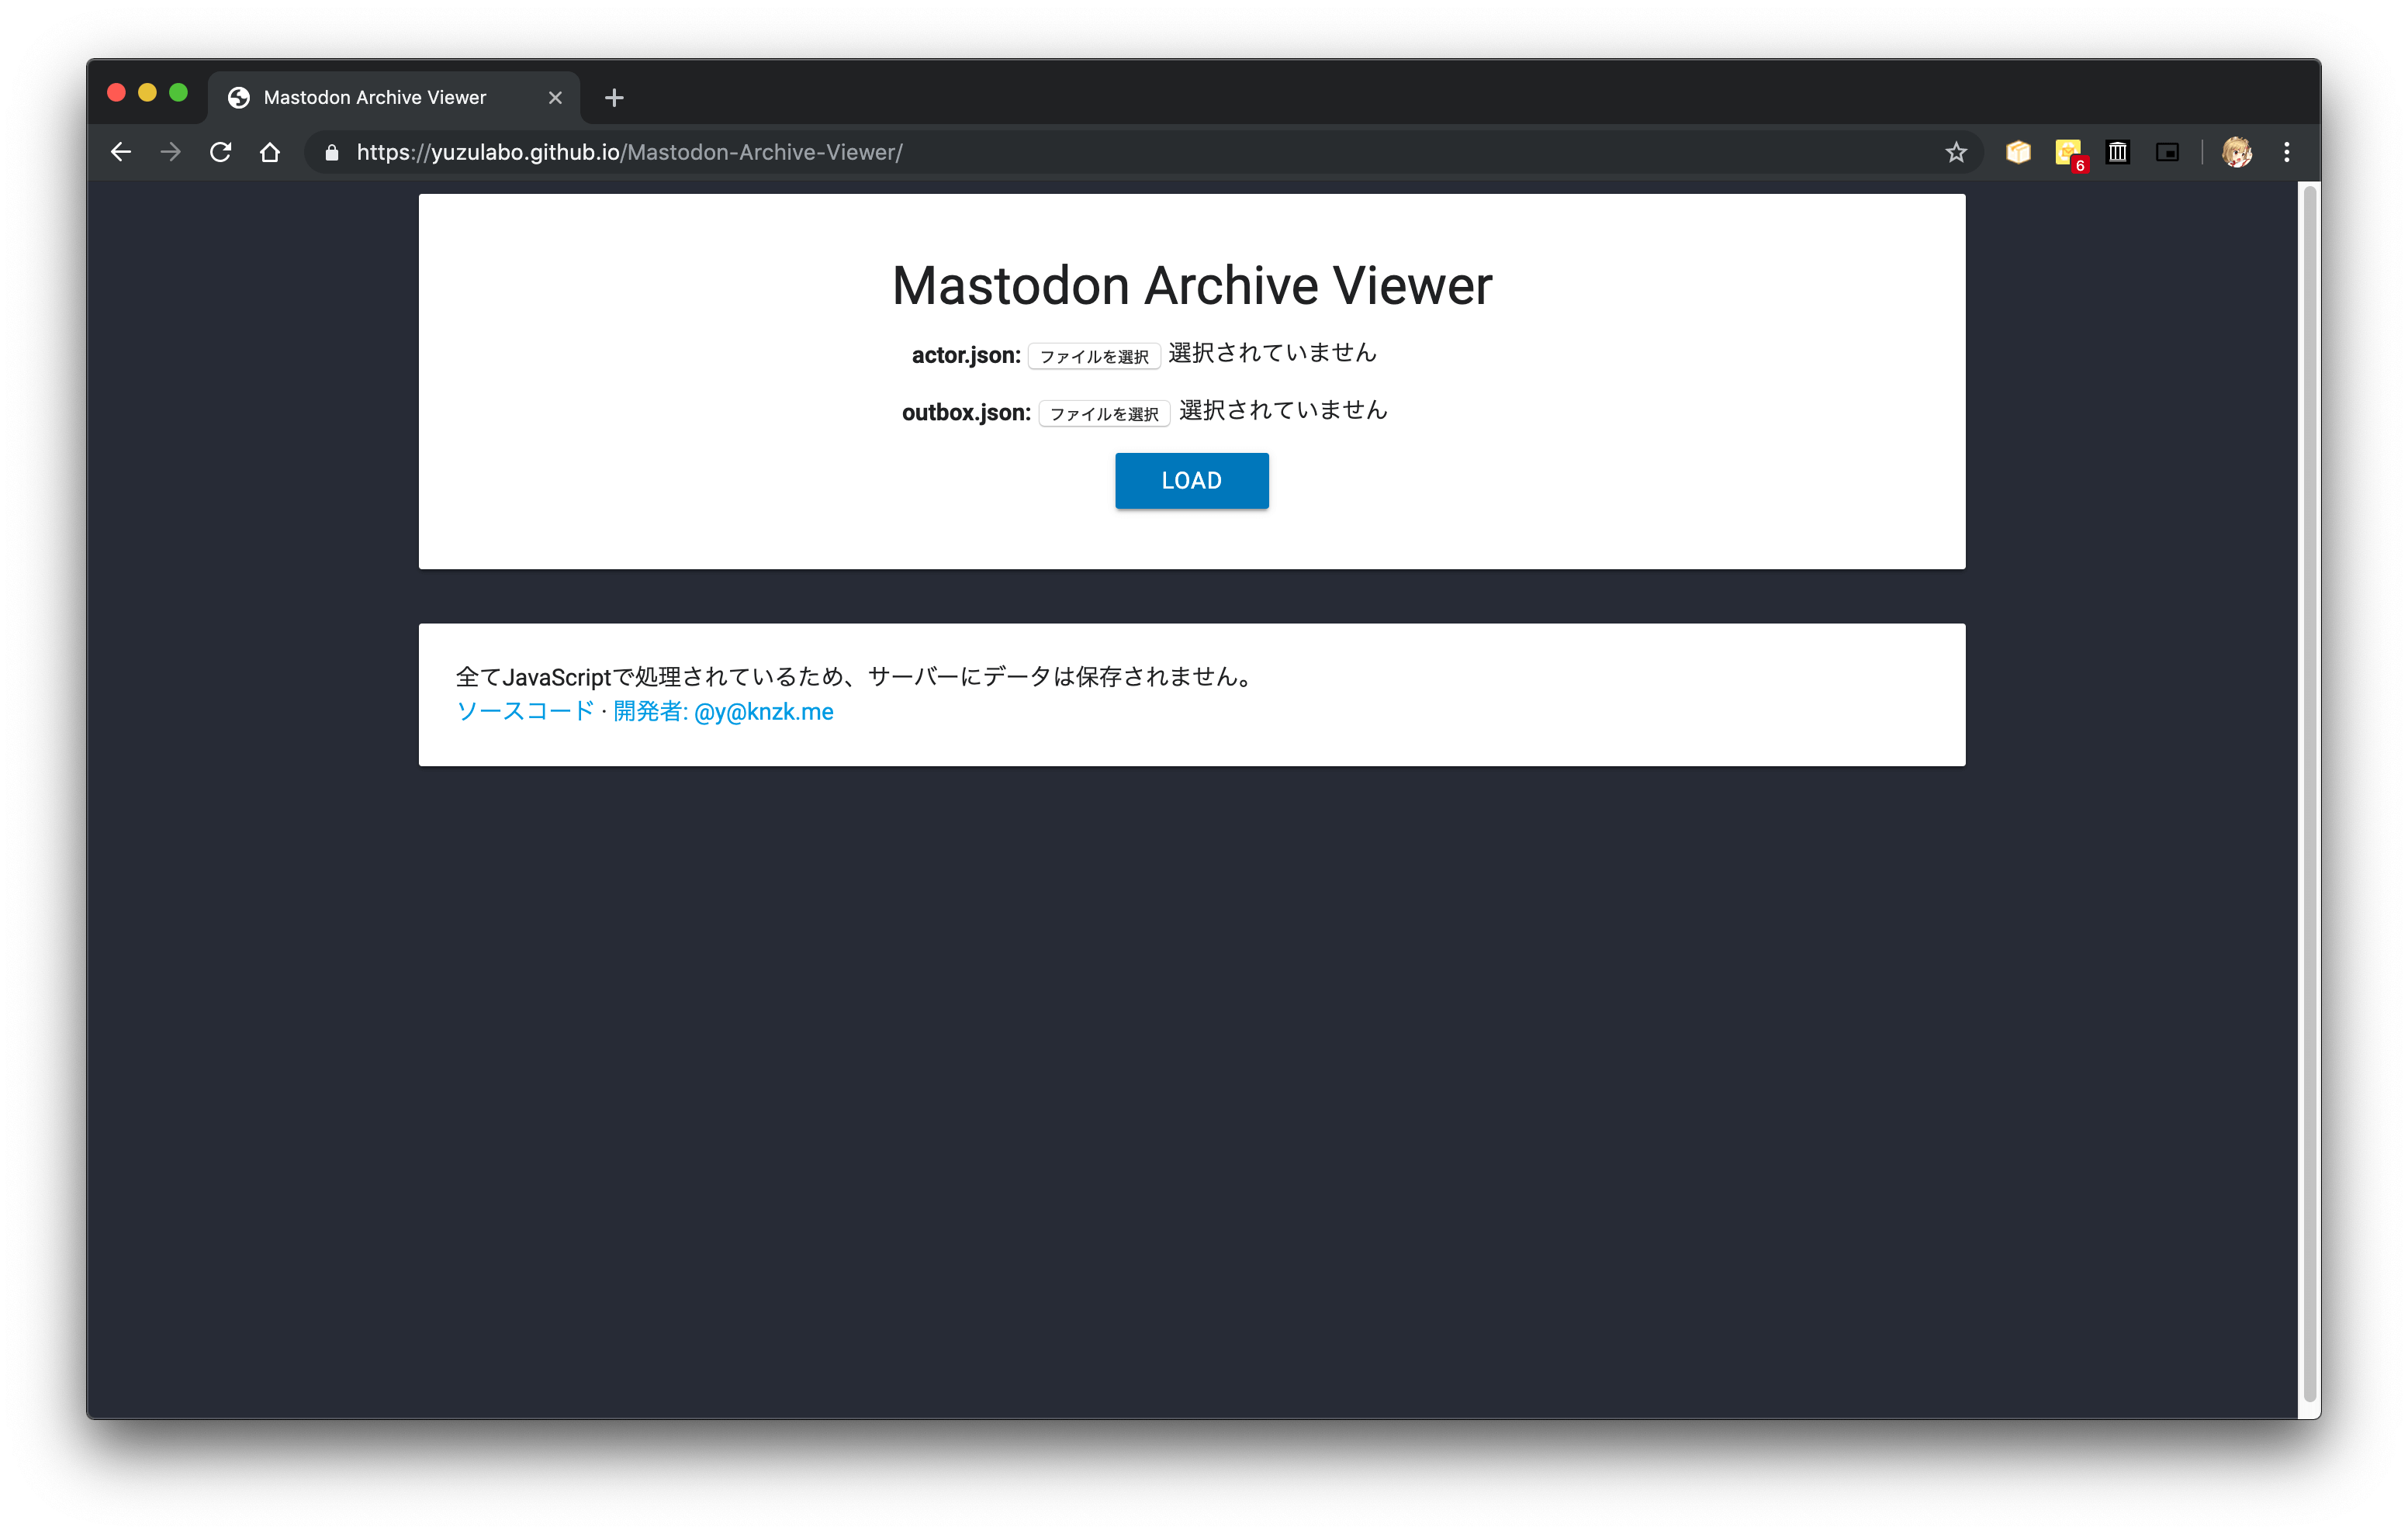 Mastodon Archive Viewer
https://yuzulabo.github.io/Mastodon-Archive-Viewer/
6
Mastodon Archive Viewer
actor.json: ファイルを選択 選択されていません
outbox.json: ファイルを選択 選択されていません
LOAD
全てJavaScriptで処理されているため、サーバーにデータは保存されません。
ソースコード · 開発者: @y@knzk.me